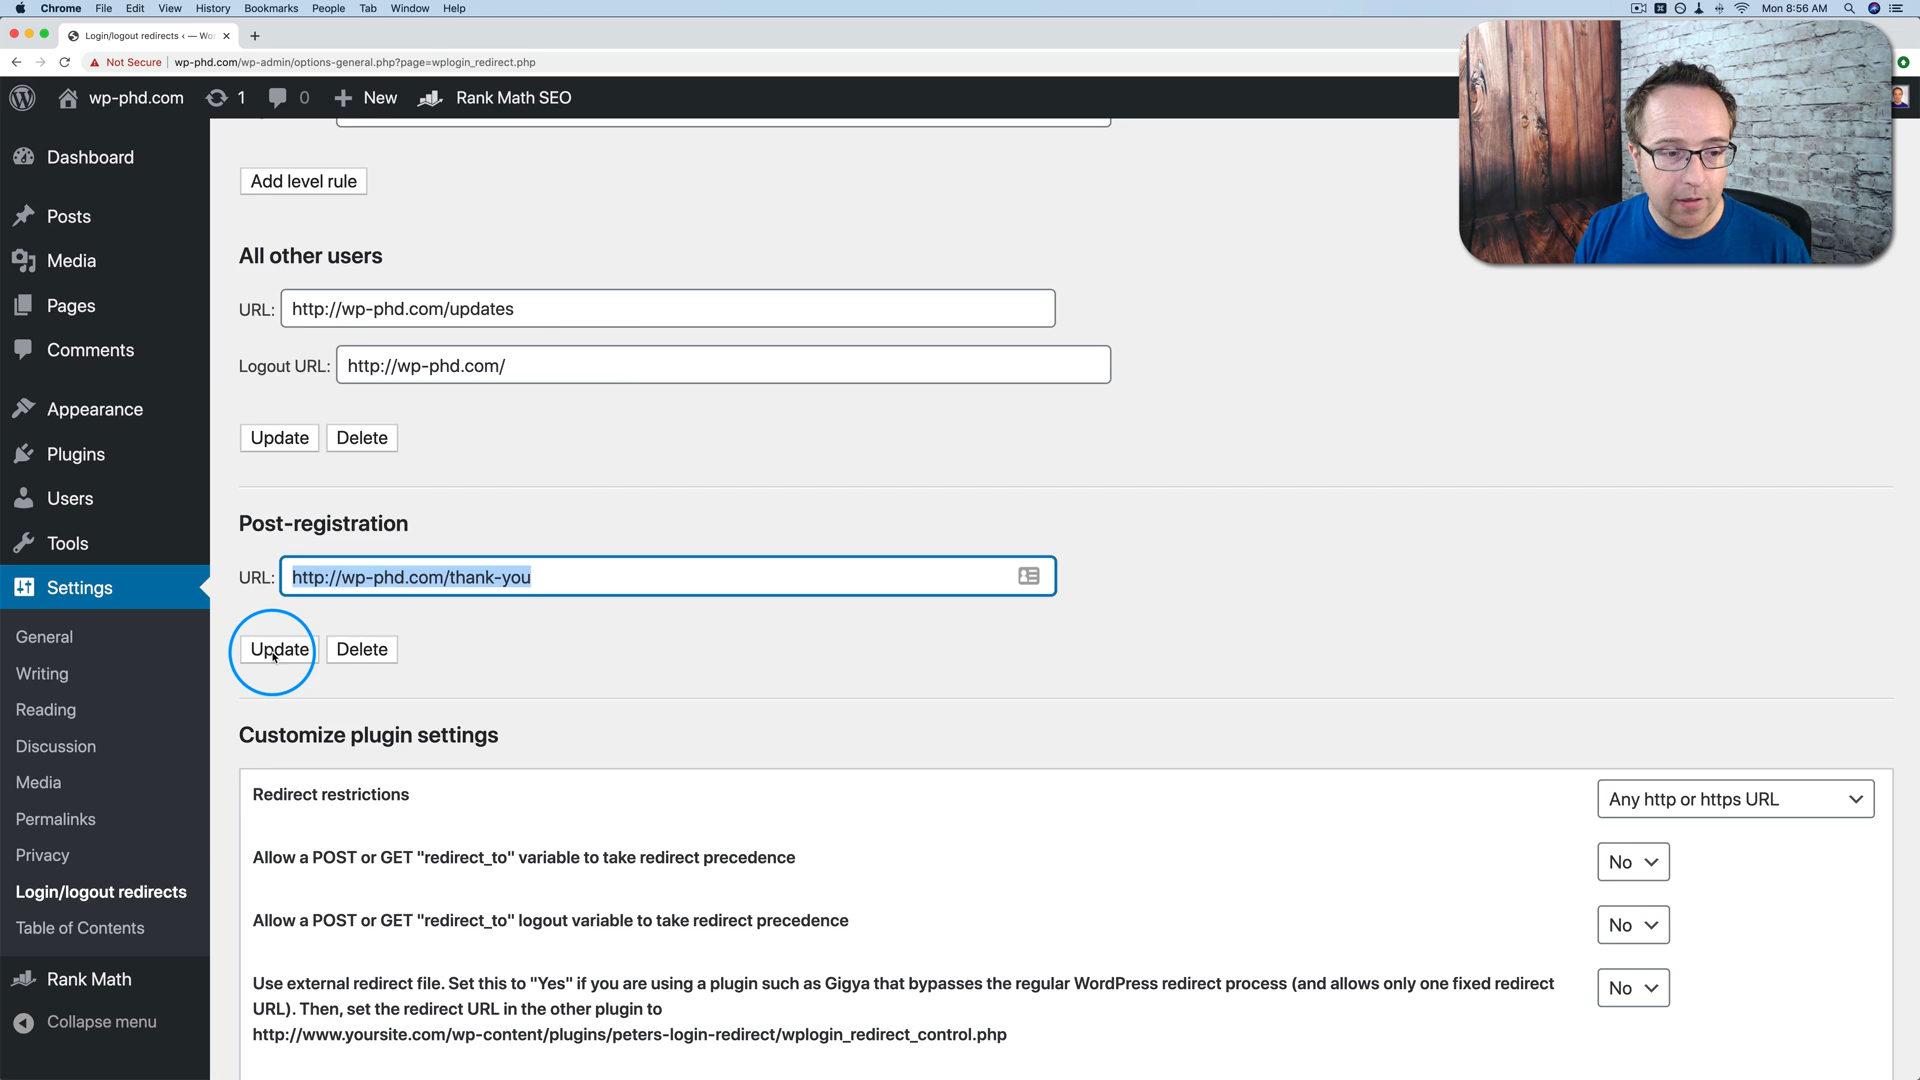 Chrome File Edit View History Bookmarks People Tab Window Help Mon 8:56 AM
Login/logout redirects ‹ — Wo
Not Secure wp-phd.com/wp-admin/options-general.php?page=wplogin_redirect.php
wp-phd.com 1 0 New Rank Math SEO
Dashboard
Posts
Media
Pages
Comments
Appearance
Plugins
Users
Tools
Settings
General
Writing
Reading
Discussion
Media
Permalinks
Privacy
Login/logout redirects
Table of Contents
Rank Math
Collapse menu
Add level rule
All other users
URL: http://wp-phd.com/updates
Logout URL: http://wp-phd.com/
Update Delete
Post-registration
URL: http://wp-phd.com/thank-you
Update Delete
Customize plugin settings
Redirect restrictions Any http or https URL
Allow a POST or GET "redirect_to" variable to take redirect precedence No
Allow a POST or GET "redirect_to" logout variable to take redirect precedence No
Use external redirect file. Set this to "Yes" if you are using a plugin such as Gigya that bypasses the regular WordPress redirect process (and allows only one fixed redirect No
URL). Then, set the redirect URL in the other plugin to
http://www.yoursite.com/wp-content/plugins/peters-login-redirect/wplogin_redirect_control.php